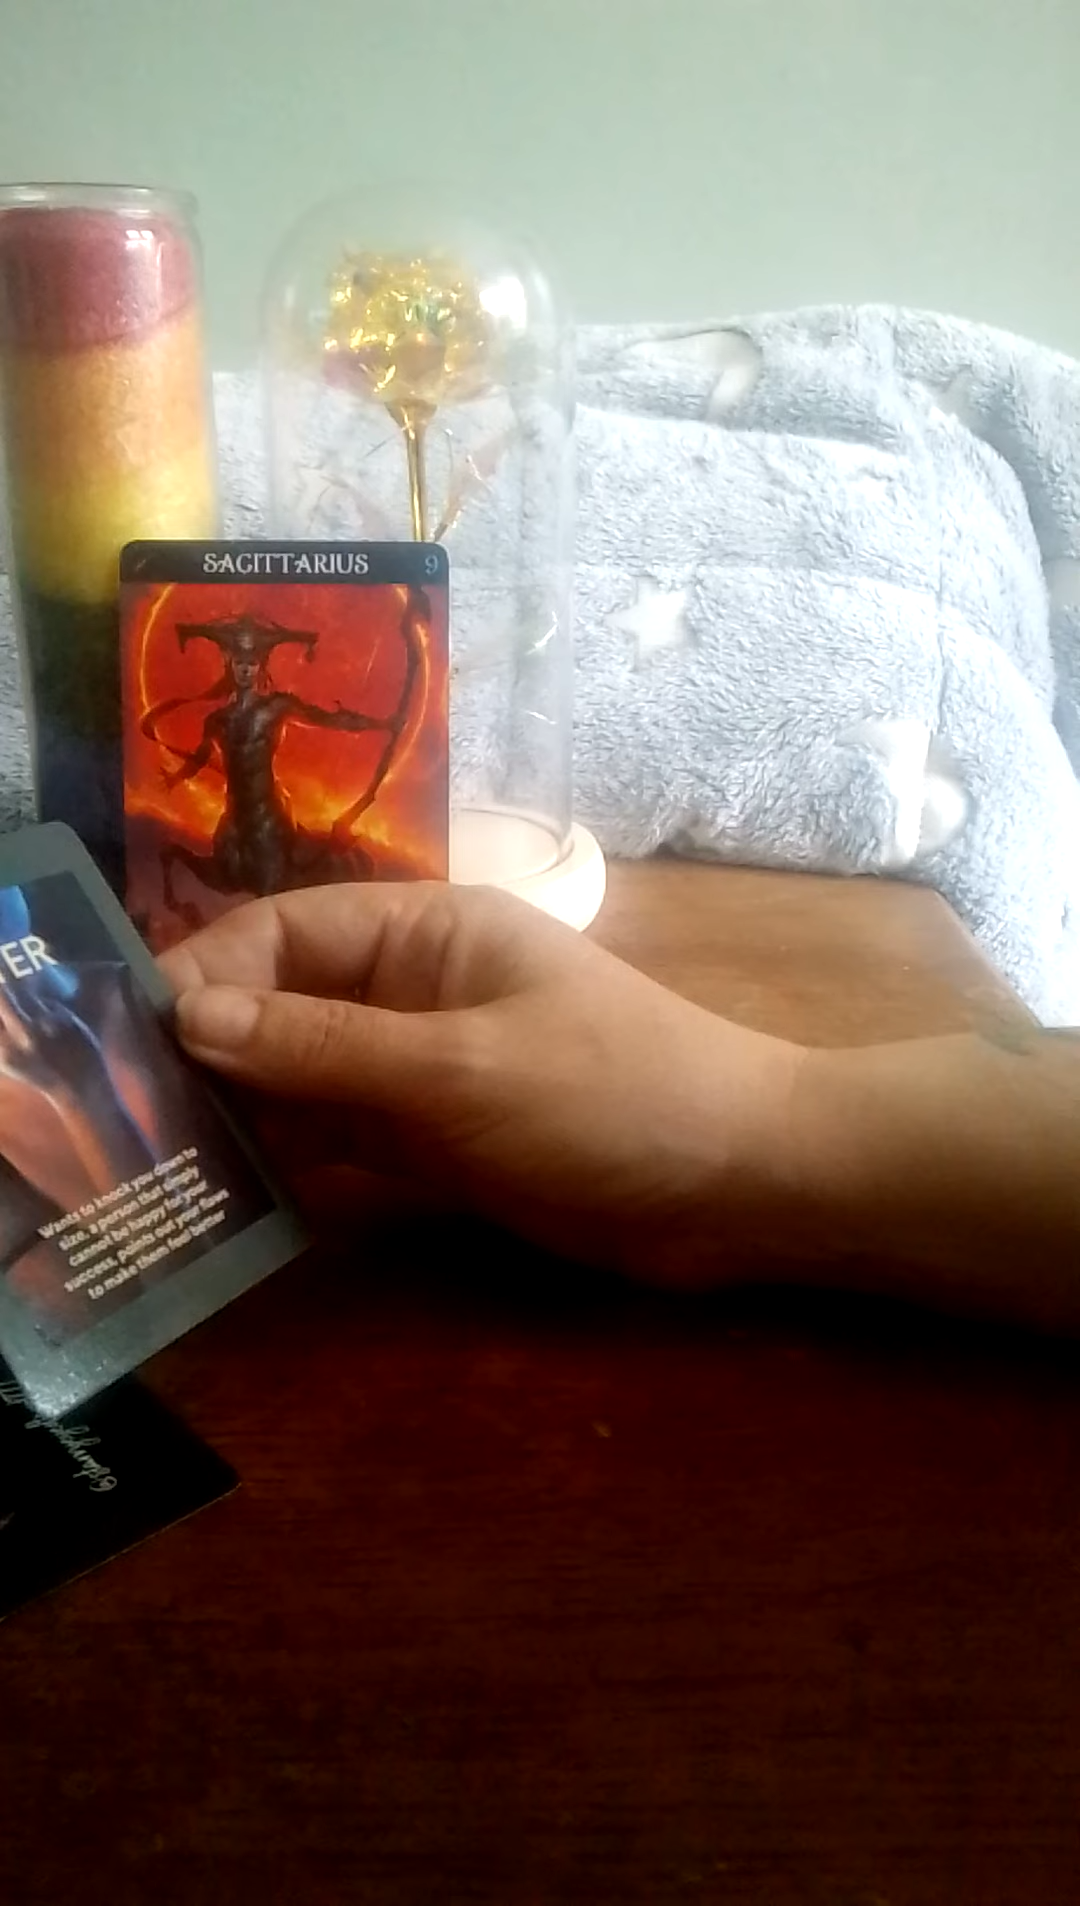 SAGITTARIUS 9
TER
Wants to knock you down to
size, a person that simply
cannot be happy for your
success, points out your flaws
to make them feel better